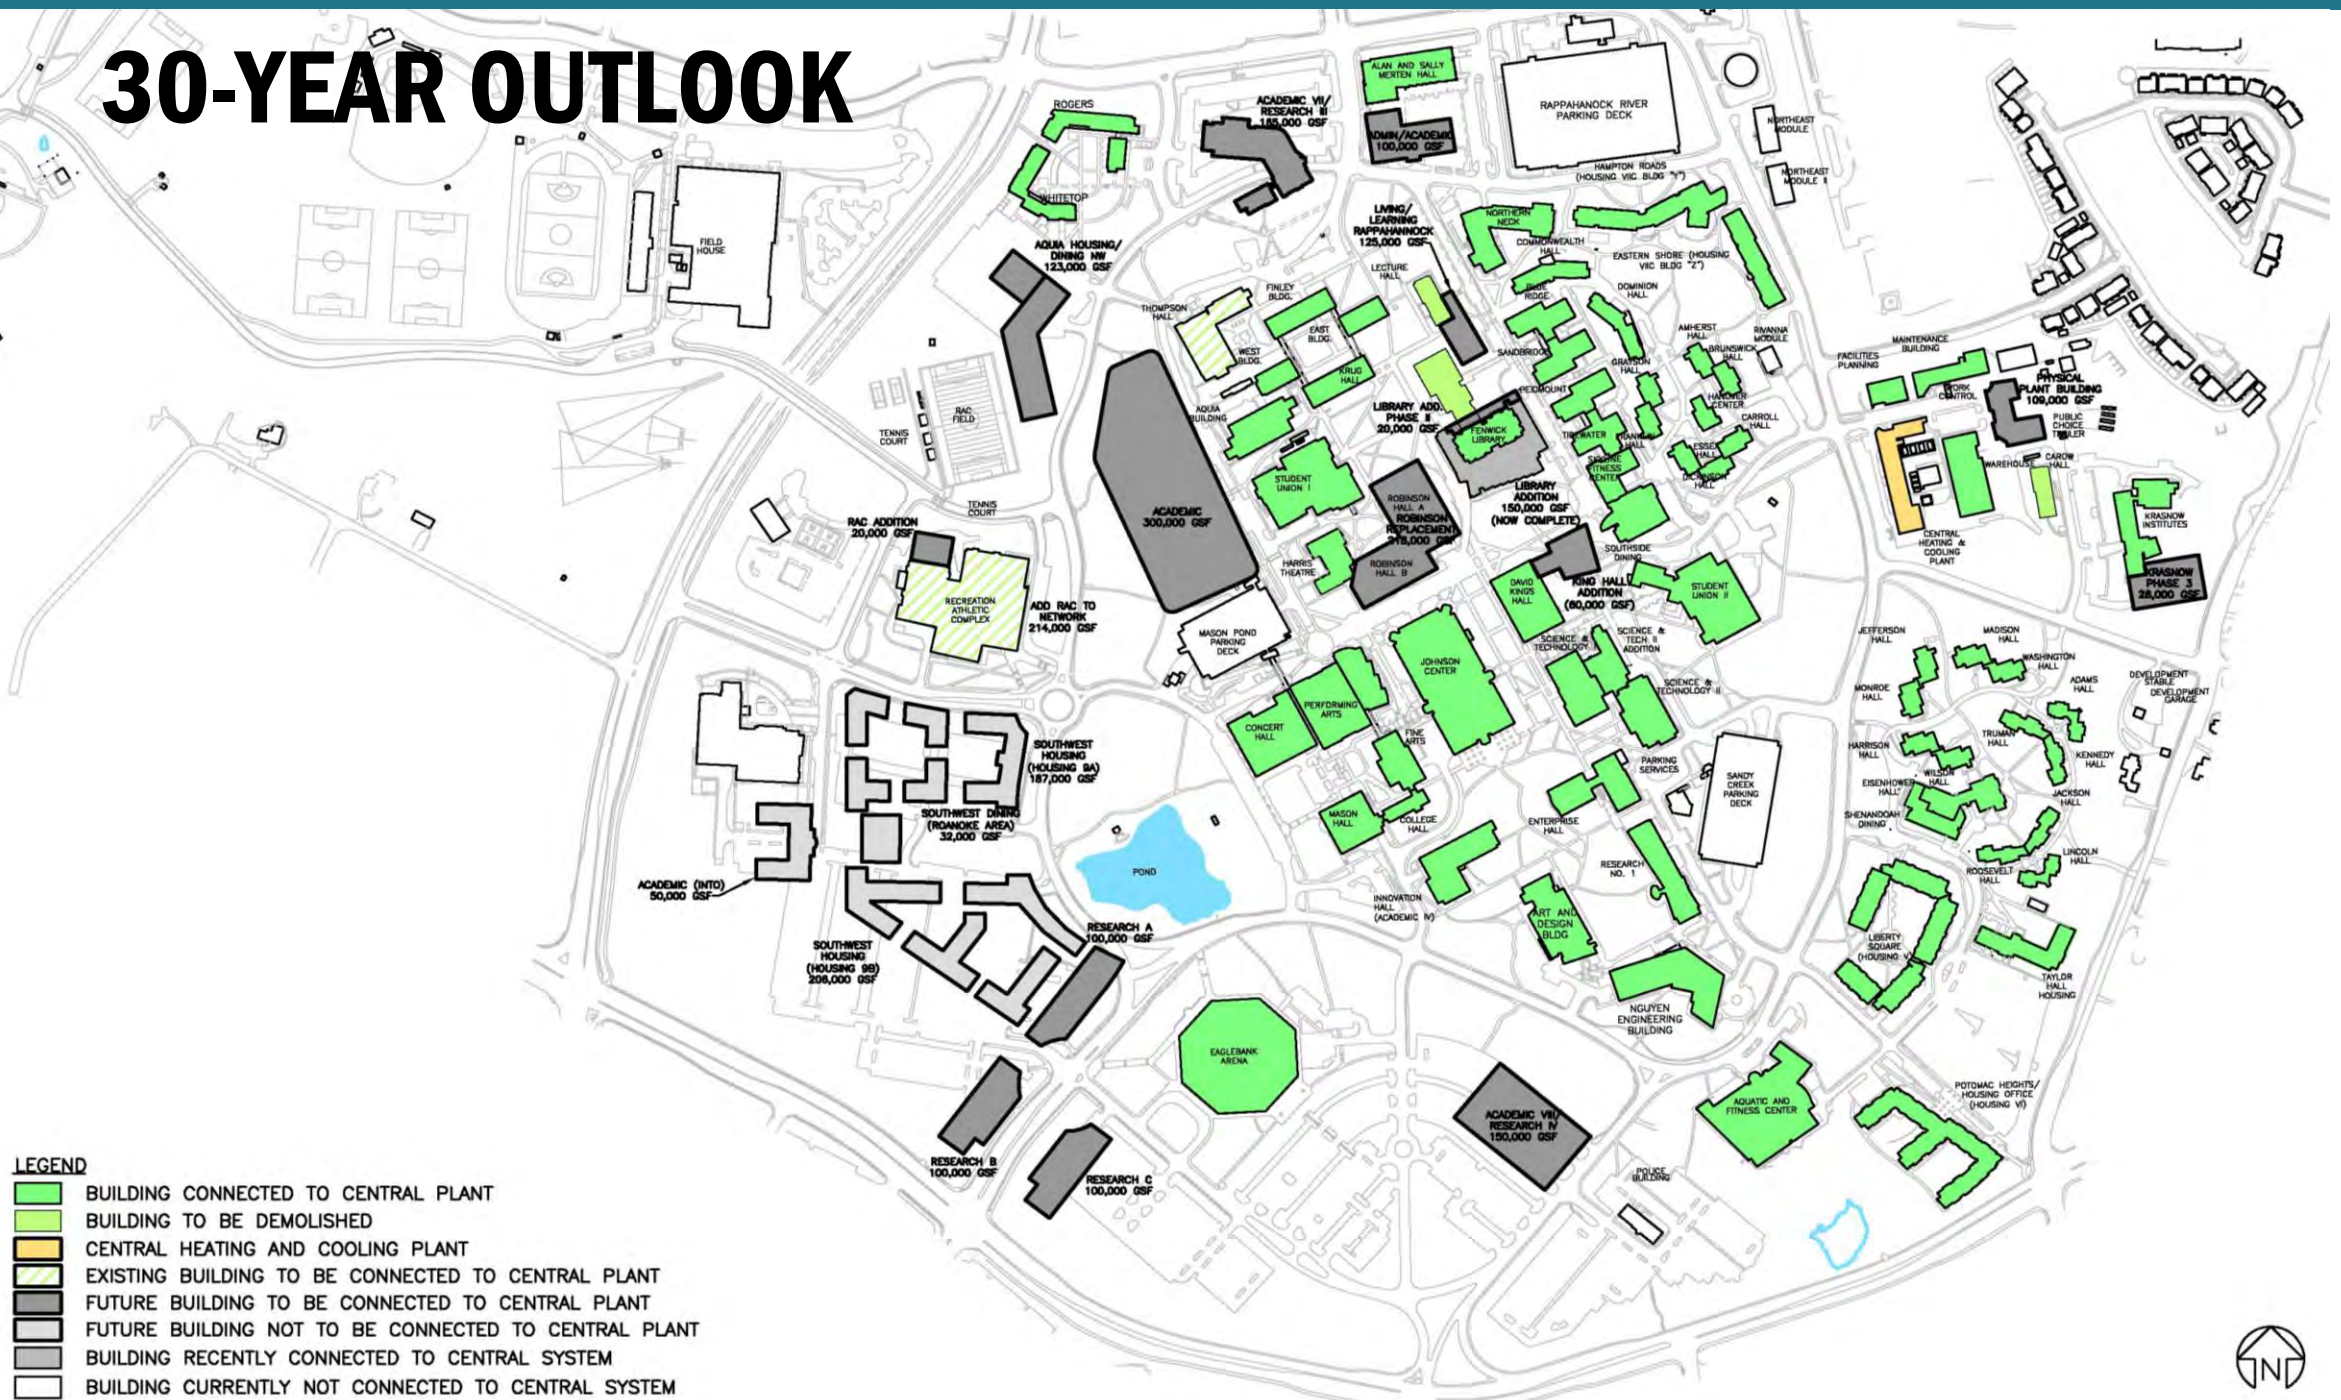 30-YEAR OUTLOOK
ROGERS
WHITETOP
FIELD
HOUSE
AQUIA HOUSING/
DINING NW
123,000 GSF
ACADEMIC VII/
RESEARCH III
165,000 GSF
ALAN AND SALLY
MERTEN HALL
ADMIN/ACADEMIC
100,000 GSF
RAPPAHANOCK RIVER
PARKING DECK
NORTHEAST
MODULE
NORTHEAST
MODULE II
HAMPTON ROADS
(HOUSING VIIC BLDG "Y")
LIVING/
LEARNING
RAPPAHANNOCK
125,000 GSF
NORTHERN
NECK
COMMONWEALTH
HALL
EASTERN SHORE (HOUSING
VIIC BLDG "Z")
LECTURE
HALL
BLUE
RIDGE
DOMINION
HALL
THOMPSON
HALL
FINLEY
BLDG.
EAST
BLDG.
WEST
BLDG.
KRUG
HALL
SANDBRIDGE
GRAYSON
HALL
AMHERST
HALL
BRUNSWICK
HALL
RIVANNA
MODULE
PEIDMOUNT
HANOVER
CENTER
CARROLL
HALL
FACILITIES
PLANNING
MAINTENANCE
BUILDING
WORK
CONTROL
PHYSICAL
PLANT BUILDING
109,000 GSF
PUBLIC
CHOICE
TRAILER
WAREHOUSE
CAROW
HALL
AQUIA
BUILDING
LIBRARY ADD.
PHASE II
20,000 GSF
FENWICK
LIBRARY
TIDEWATER
FRANKLIN
HALL
ESSEX
HALL
DICKINSON
HALL
SKYLINE
FITNESS
CENTER
RAC
FIELD
TENNIS
COURT
TENNIS
COURT
STUDENT
UNION I
ROBINSON
HALL A
ROBINSON
REPLACEMENT
218,000 GSF
ROBINSON
HALL B
LIBRARY
ADDITION
150,000 GSF
(NOW COMPLETE)
ACADEMIC
300,000 GSF
RAC ADDITION
20,000 GSF
RECREATION
ATHLETIC
COMPLEX
ADD RAC TO
NETWORK
214,000 GSF
HARRIS
THEATRE
SOUTHSIDE
DINING
DAVID
KINGS
HALL
KING HALL
ADDITION
(60,000 GSF)
STUDENT
UNION II
CENTRAL
HEATING &
COOLING
PLANT
KRASNOW
INSTITUTES
KRASNOW
PHASE 3
28,000 GSF
MASON POND
PARKING
DECK
JOHNSON
CENTER
SCIENCE &
TECHNOLOGY I
SCIENCE &
TECH II
ADDITION
SCIENCE &
TECHNOLOGY II
JEFFERSON
HALL
MADISON
HALL
WASHINGTON
HALL
MONROE
HALL
ADAMS
HALL
DEVELOPMENT
STABLE
DEVELOPMENT
GARAGE
CONCERT
HALL
PERFORMING
ARTS
FINE
ARTS
PARKING
SERVICES
SANDY
CREEK
PARKING
DECK
HARRISON
HALL
TRUMAN
HALL
KENNEDY
HALL
WILSON
HALL
EISENHOWER
HALL
JACKSON
HALL
SHENANDOAH
DINING
LINCOLN
HALL
ROOSEVELT
HALL
SOUTHWEST
HOUSING
(HOUSING 9A)
187,000 GSF
SOUTHWEST DINING
(ROANOKE AREA)
32,000 GSF
ACADEMIC (INTO)
50,000 GSF
POND
MASON
HALL
COLLEGE
HALL
ENTERPRISE
HALL
RESEARCH
NO. 1
INNOVATION
HALL
(ACADEMIC IV)
ART AND
DESIGN
BLDG
LIBERTY
SQUARE
(HOUSING V)
TAYLOR
HALL
HOUSING
SOUTHWEST
HOUSING
(HOUSING 9B)
206,000 GSF
RESEARCH A
100,000 GSF
NGUYEN
ENGINEERING
BUILDING
EAGLEBANK
ARENA
ACADEMIC VIII/
RESEARCH IV
150,000 GSF
AQUATIC AND
FITNESS CENTER
POTOMAC HEIGHTS/
HOUSING OFFICE
(HOUSING VI)
RESEARCH B
100,000 GSF
RESEARCH C
100,000 GSF
POLICE
BUILDING
LEGEND
BUILDING CONNECTED TO CENTRAL PLANT
BUILDING TO BE DEMOLISHED
CENTRAL HEATING AND COOLING PLANT
EXISTING BUILDING TO BE CONNECTED TO CENTRAL PLANT
FUTURE BUILDING TO BE CONNECTED TO CENTRAL PLANT
FUTURE BUILDING NOT TO BE CONNECTED TO CENTRAL PLANT
BUILDING RECENTLY CONNECTED TO CENTRAL SYSTEM
BUILDING CURRENTLY NOT CONNECTED TO CENTRAL SYSTEM
N